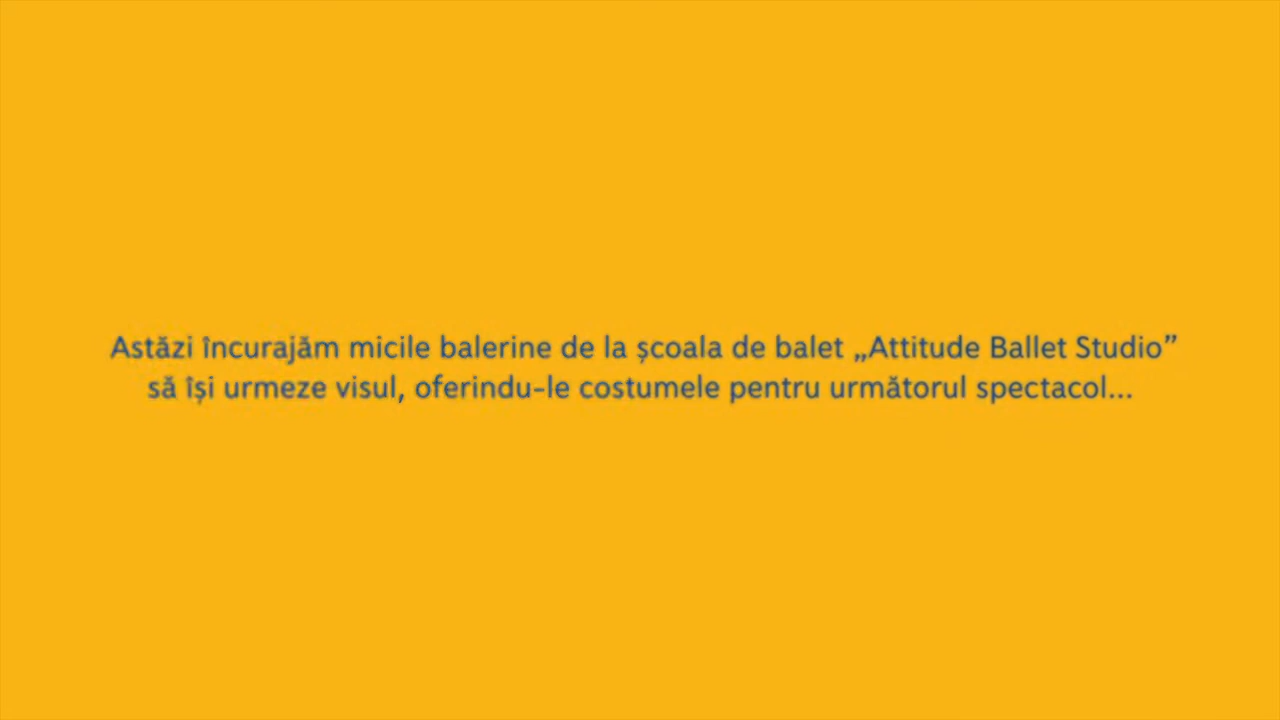 Astăzi încurajăm micile balerine de la școala de balet „Attitude Ballet Studio”
să își urmeze visul, oferindu-le costumele pentru următorul spectacol...